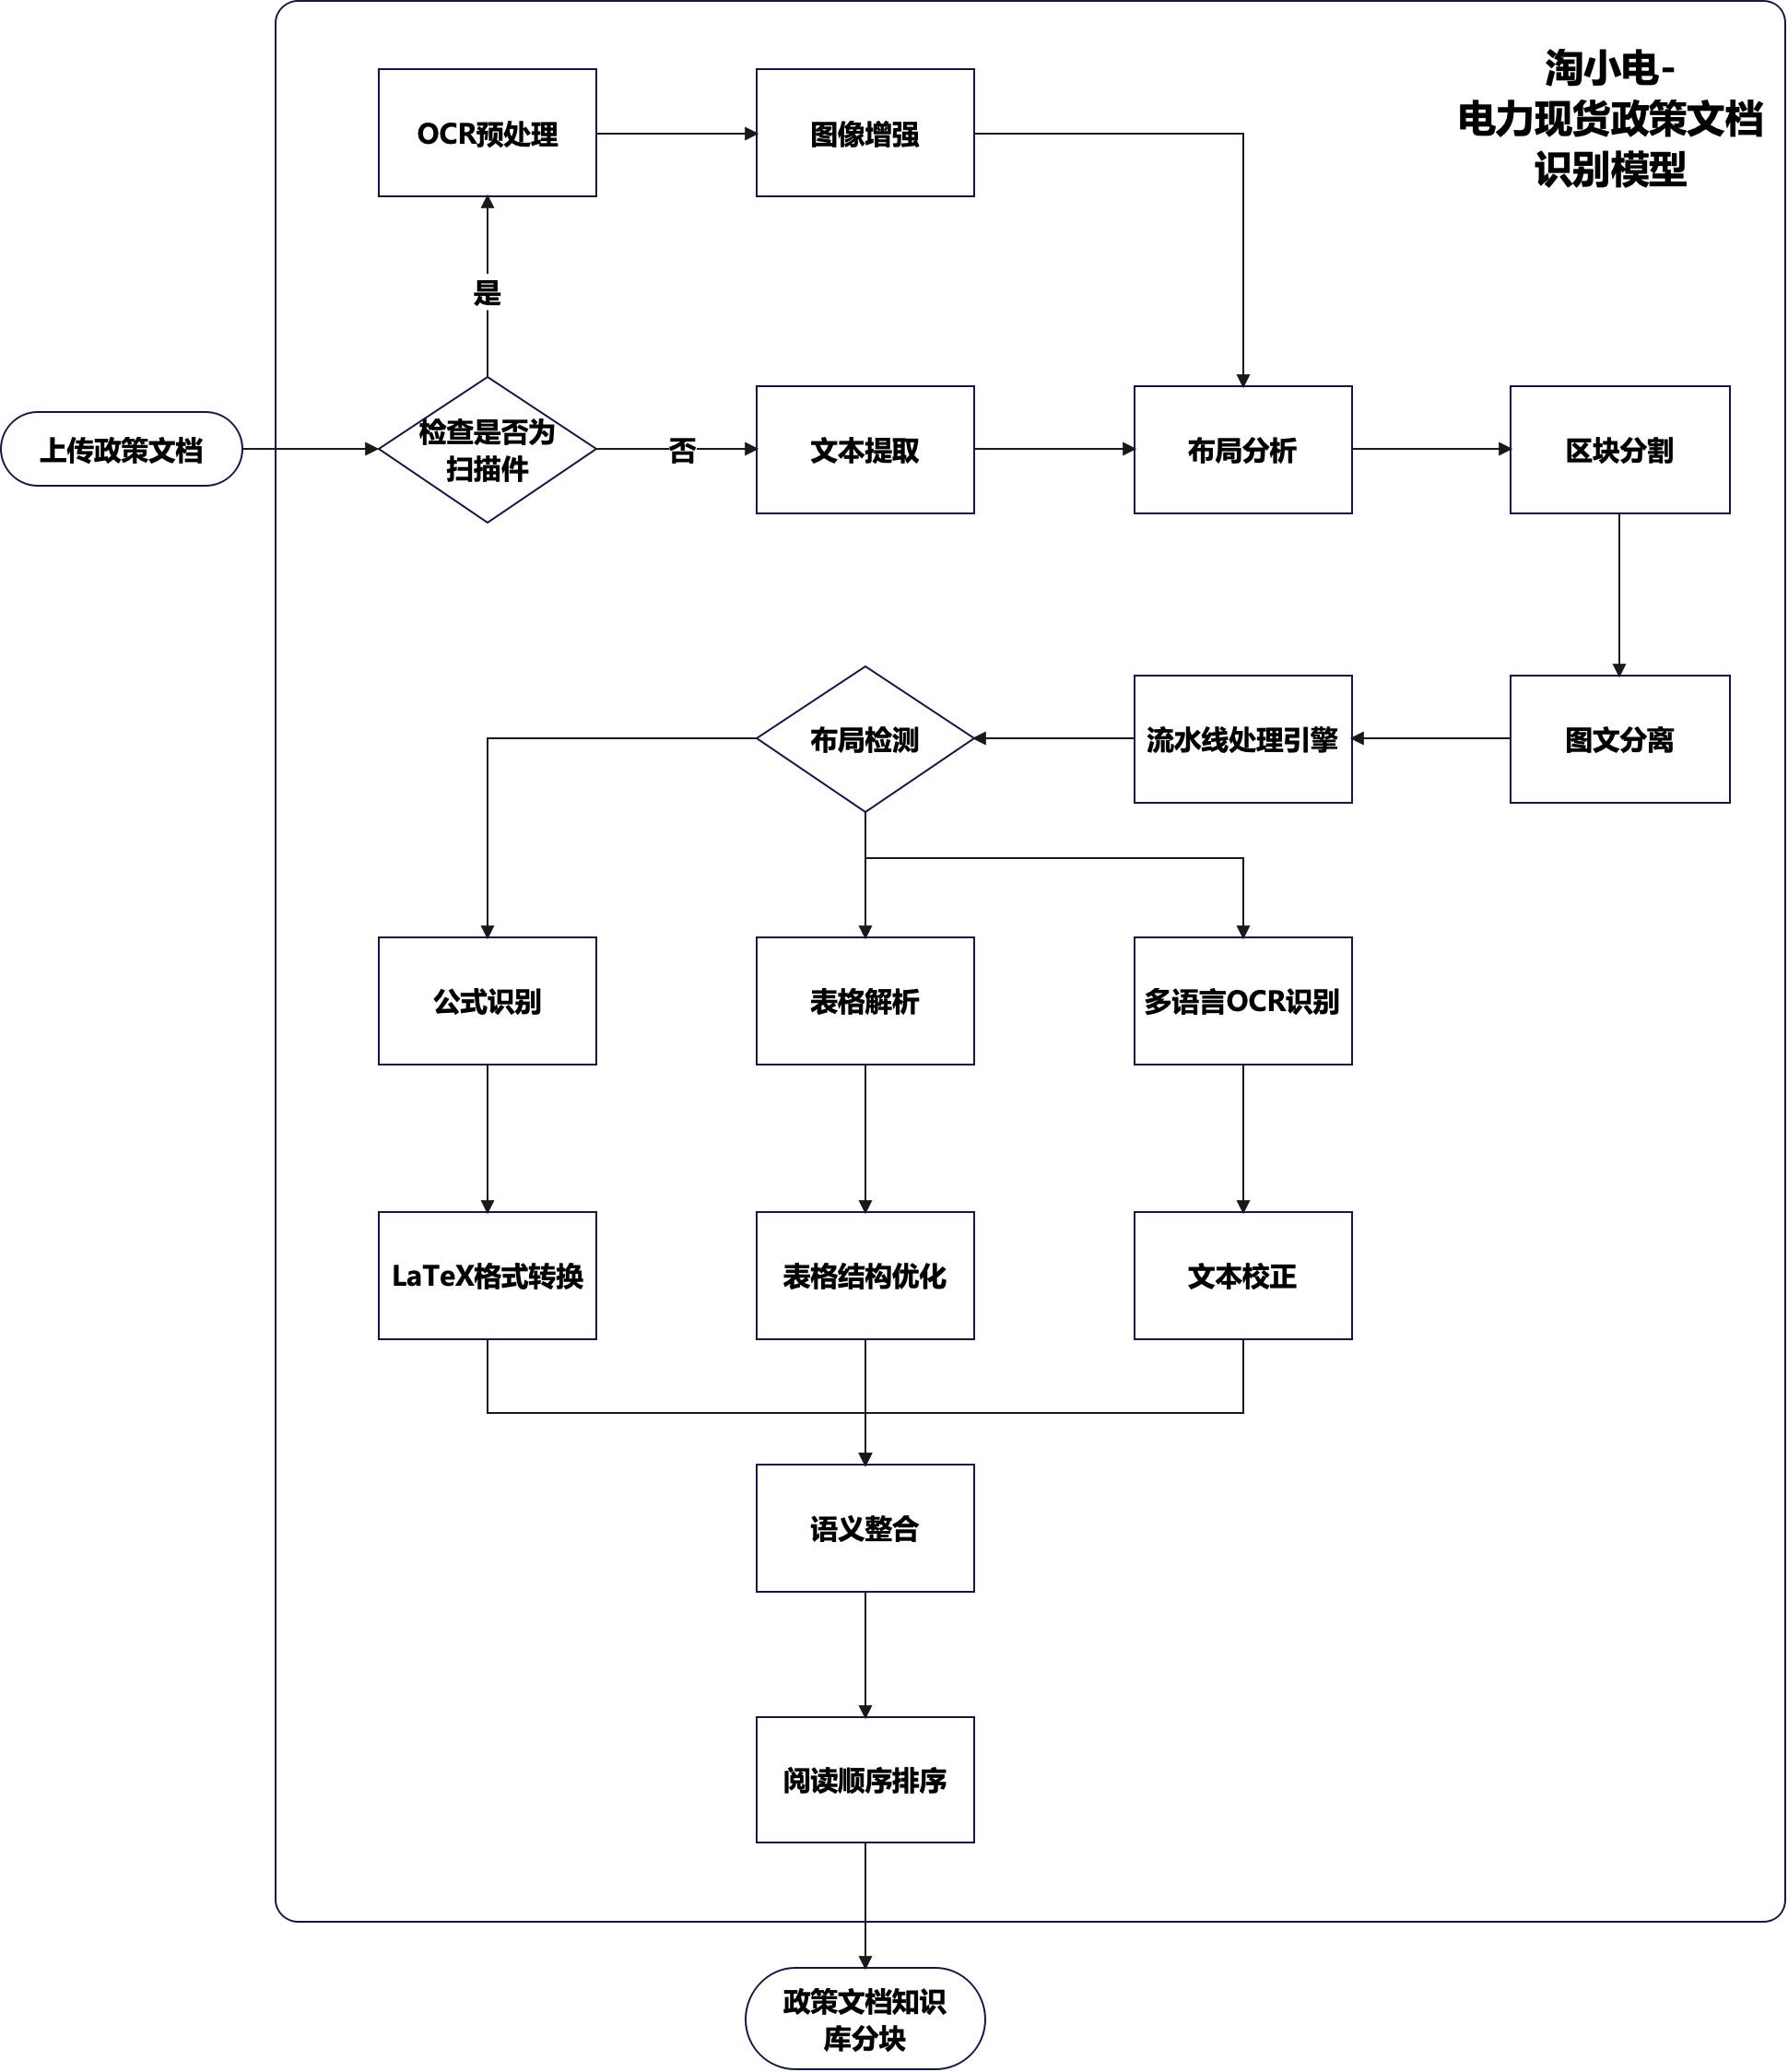 淘小电-
电力现货政策文档
识别模型
OCR预处理
图像增强
是
上传政策文档
检查是否为
扫描件
否
文本提取
布局分析
区块分割
布局检测
流水线处理引擎
图文分离
公式识别
表格解析
多语言OCR识别
LaTeX格式转换
表格结构优化
文本校正
语义整合
阅读顺序排序
政策文档知识
库分块